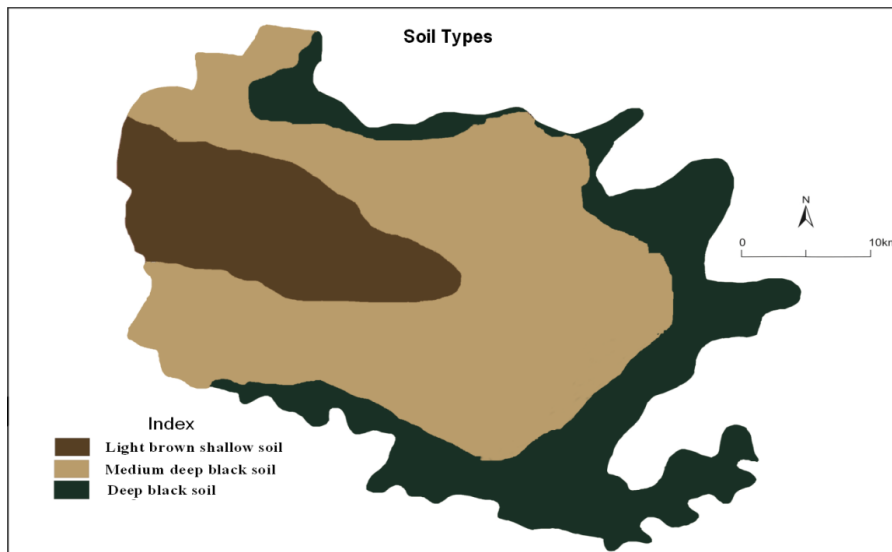 Soil Types
N
0 10km
Index
Light brown shallow soil
Medium deep black soil
Deep black soil